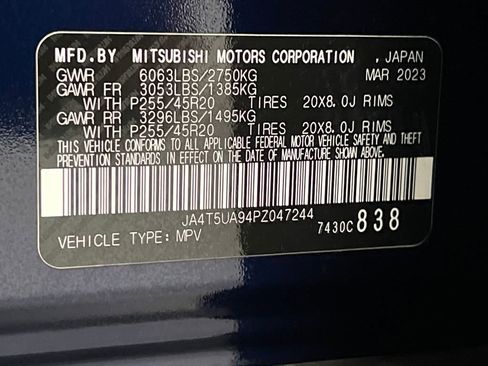 MFD.BY MITSUBISHI MOTORS CORPORATION , JAPAN
GVWR 6063LBS/2750KG MAR 2023
GAWR FR 3053LBS/1385KG
WITH P255/45R20 TIRES 20X8.0J RIMS
GAWR RR 3296LBS/1495KG
WITH P255/45R20 TIRES 20X8.0J RIMS
THIS VEHICLE CONFORMS TO ALL APPLICABLE FEDERAL MOTOR VEHICLE SAFETY
STANDARDS IN EFFECT ON THE DATE OF MANUFACTURE SHOWN ABOVE.
JA4T5UA94PZ047244
7430C 838
VEHICLE TYPE: MPV